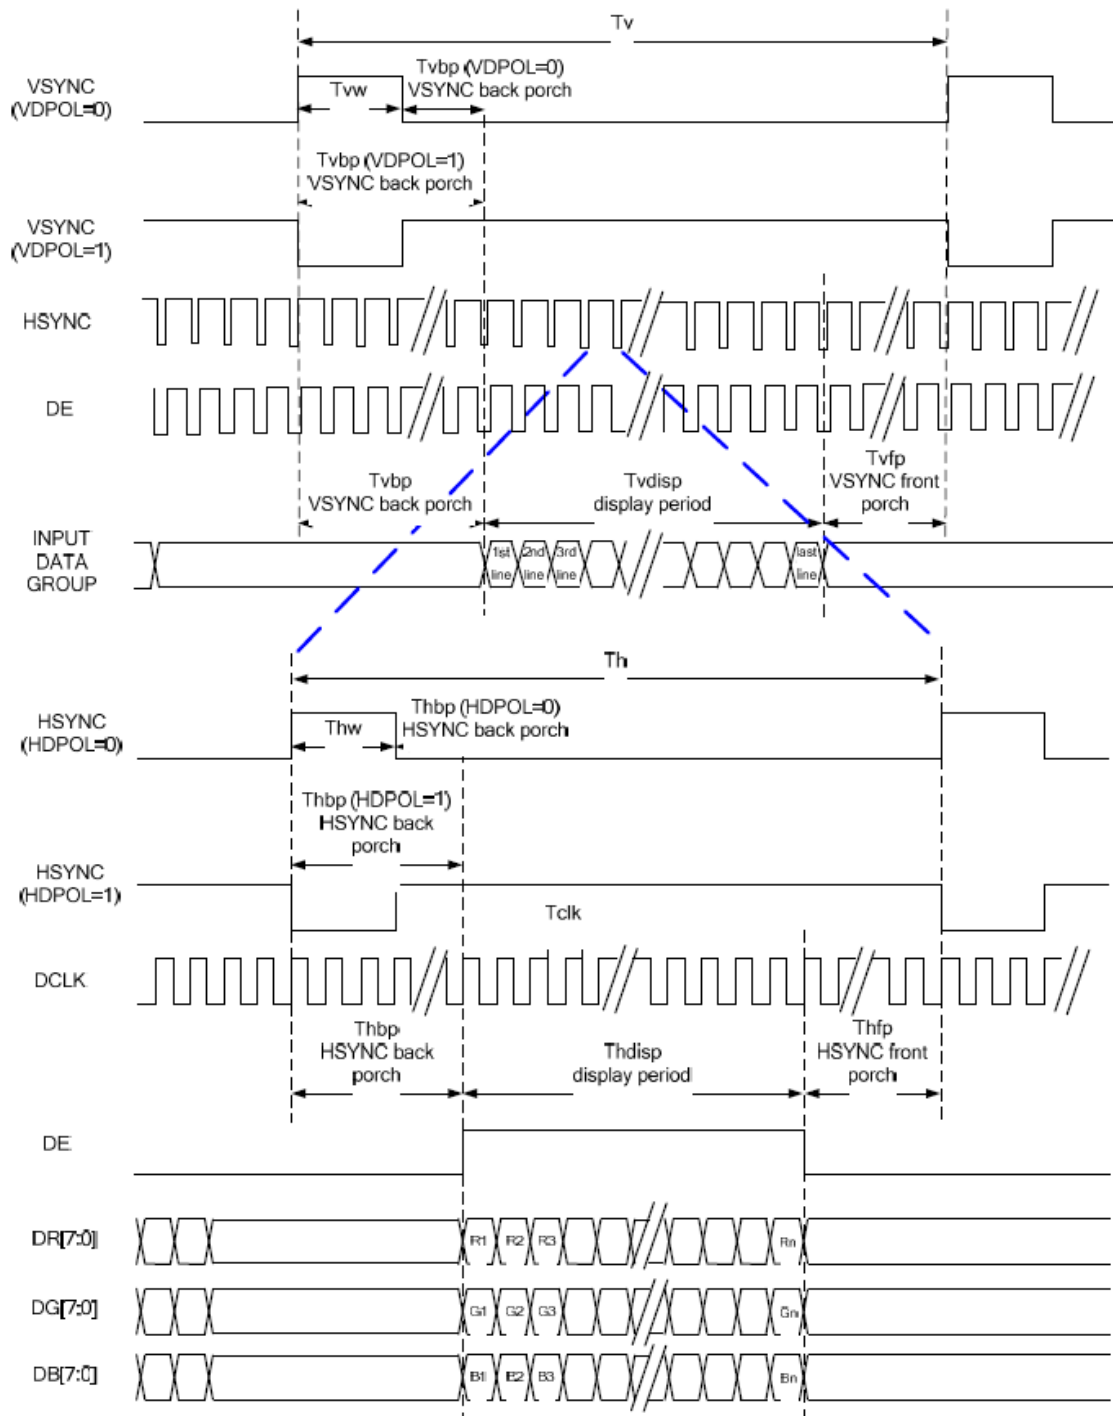 Tv
VSYNC
(VDPOL=0)
Tvw
Tvbp (VDPOL=0)
VSYNC back porch
Tvbp (VDPOL=1)
VSYNC back porch
VSYNC
(VDPOL=1)
HSYNC
DE
Tvbp
VSYNC back porch
Tvdisp
display period
Tvfp
VSYNC front
porch
INPUT
DATA
GROUP
1st
line
2nd
line
3rd
line
last
line
Th
HSYNC
(HDPOL=0)
Thw
Thbp (HDPOL=0)
HSYNC back porch
Thbp (HDPOL=1)
HSYNC back
porch
HSYNC
(HDPOL=1)
Tclk
DCLK
Thbp
HSYNC back
porch
Thdisp
display period
Thfp
HSYNC front
porch
DE
DR[7:0]
R1
R2
R3
Rn
DG[7:0]
G1
G2
G3
Gn
DB[7:0]
B1
B2
B3
Bn